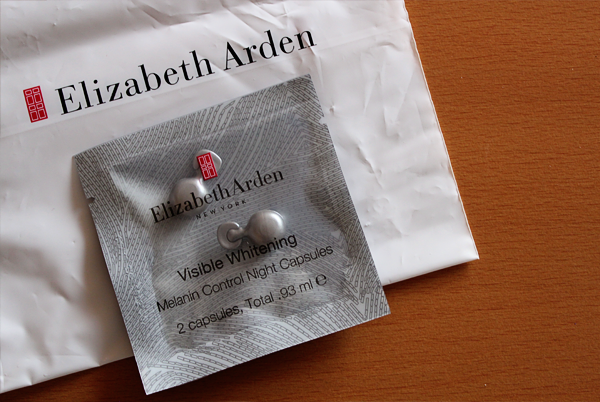 Elizabeth Arden
Elizabeth Arden
NEW YORK
Visible Whitening
Melanin Control Night Capsules
2 capsules, Total .93 ml ℮